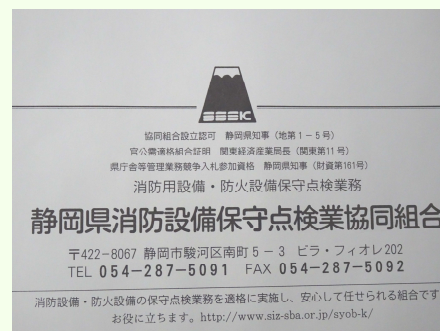 SSSK
協同組合設立認可　静岡県知事（地第1－5号）
官公需適格組合証明　関東経済産業局長（関東第11号）
県庁舎等管理業務競争入札参加資格　静岡県知事（財資第161号）
消防用設備・防火設備保守点検業務
静岡県消防設備保守点検業協同組合
〒422－8067 静岡市駿河区南町5－3　ビラ・フィオレ202
TEL 054－287－5091　FAX 054－287－5092
消防設備・防火設備の保守点検業務を適格に実施し、安心して任せられる組合です
お役に立ちます。http://www.siz-sba.or.jp/syob-k/